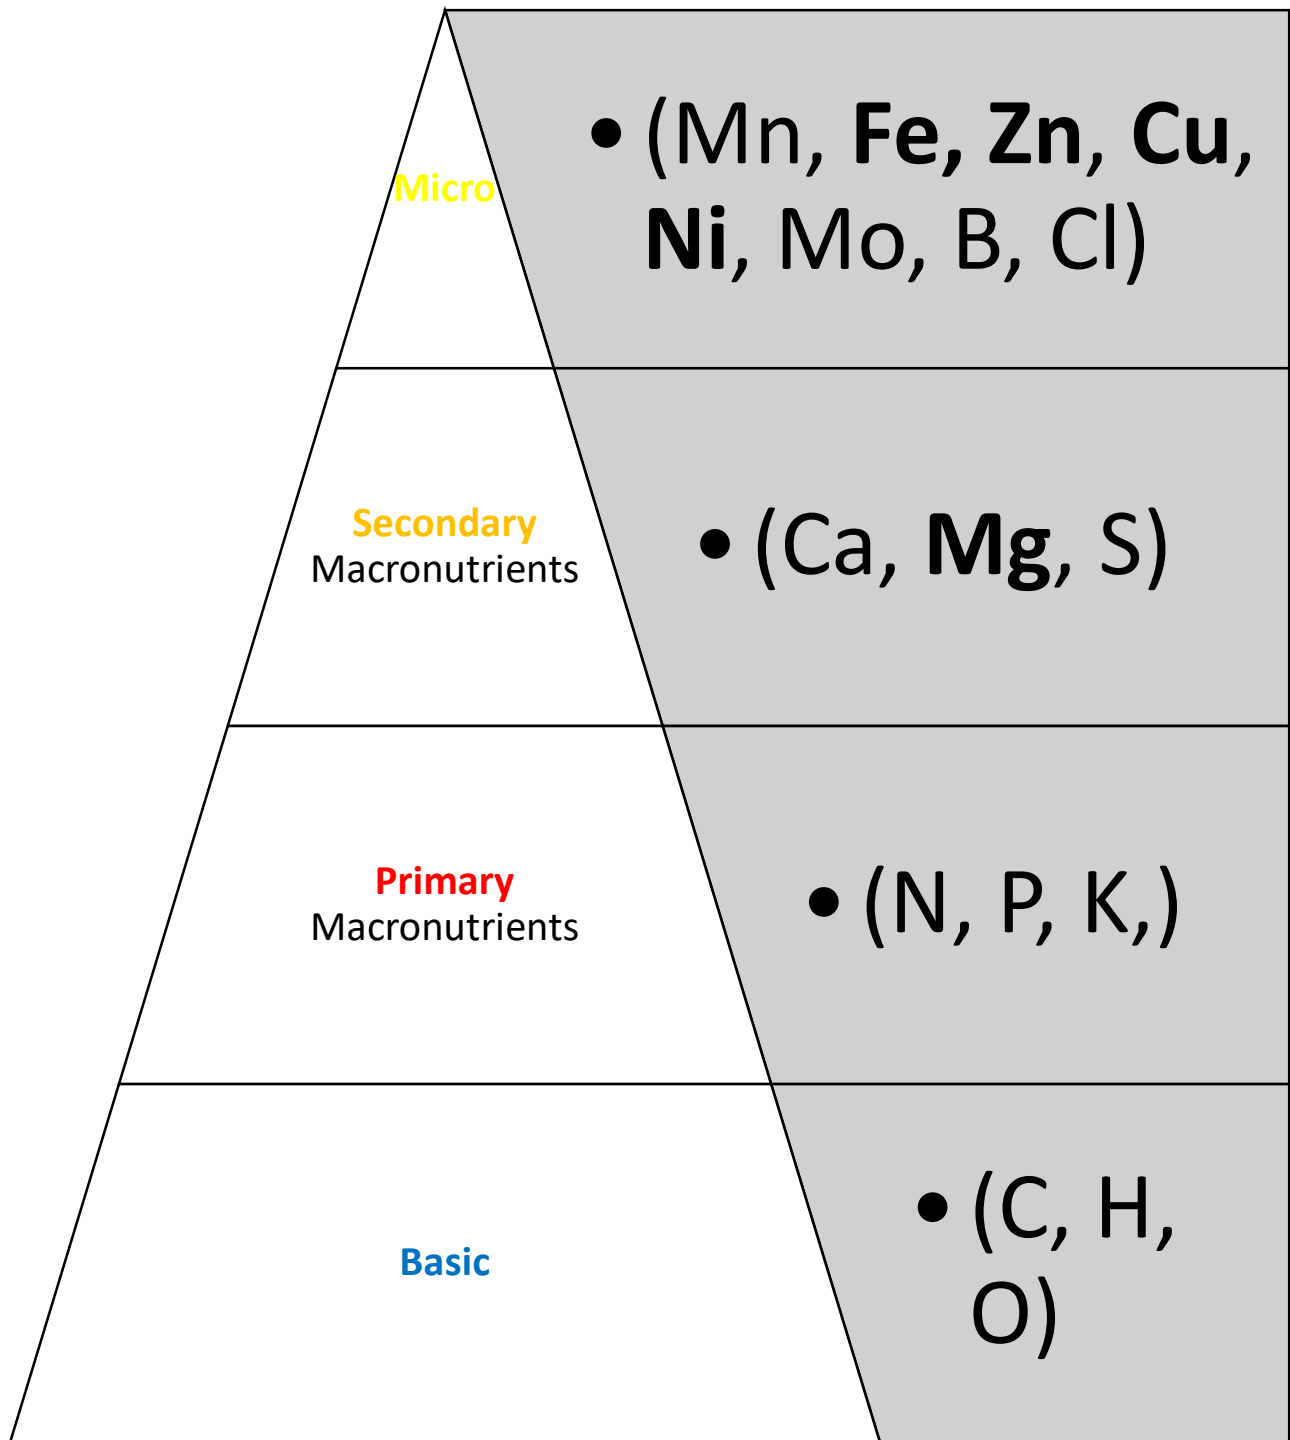 Micro
• (Mn, Fe, Zn, Cu,
Ni, Mo, B, Cl)
Secondary
Macronutrients
• (Ca, Mg, S)
Primary
Macronutrients
• (N, P, K,)
Basic
• (C, H,
O)